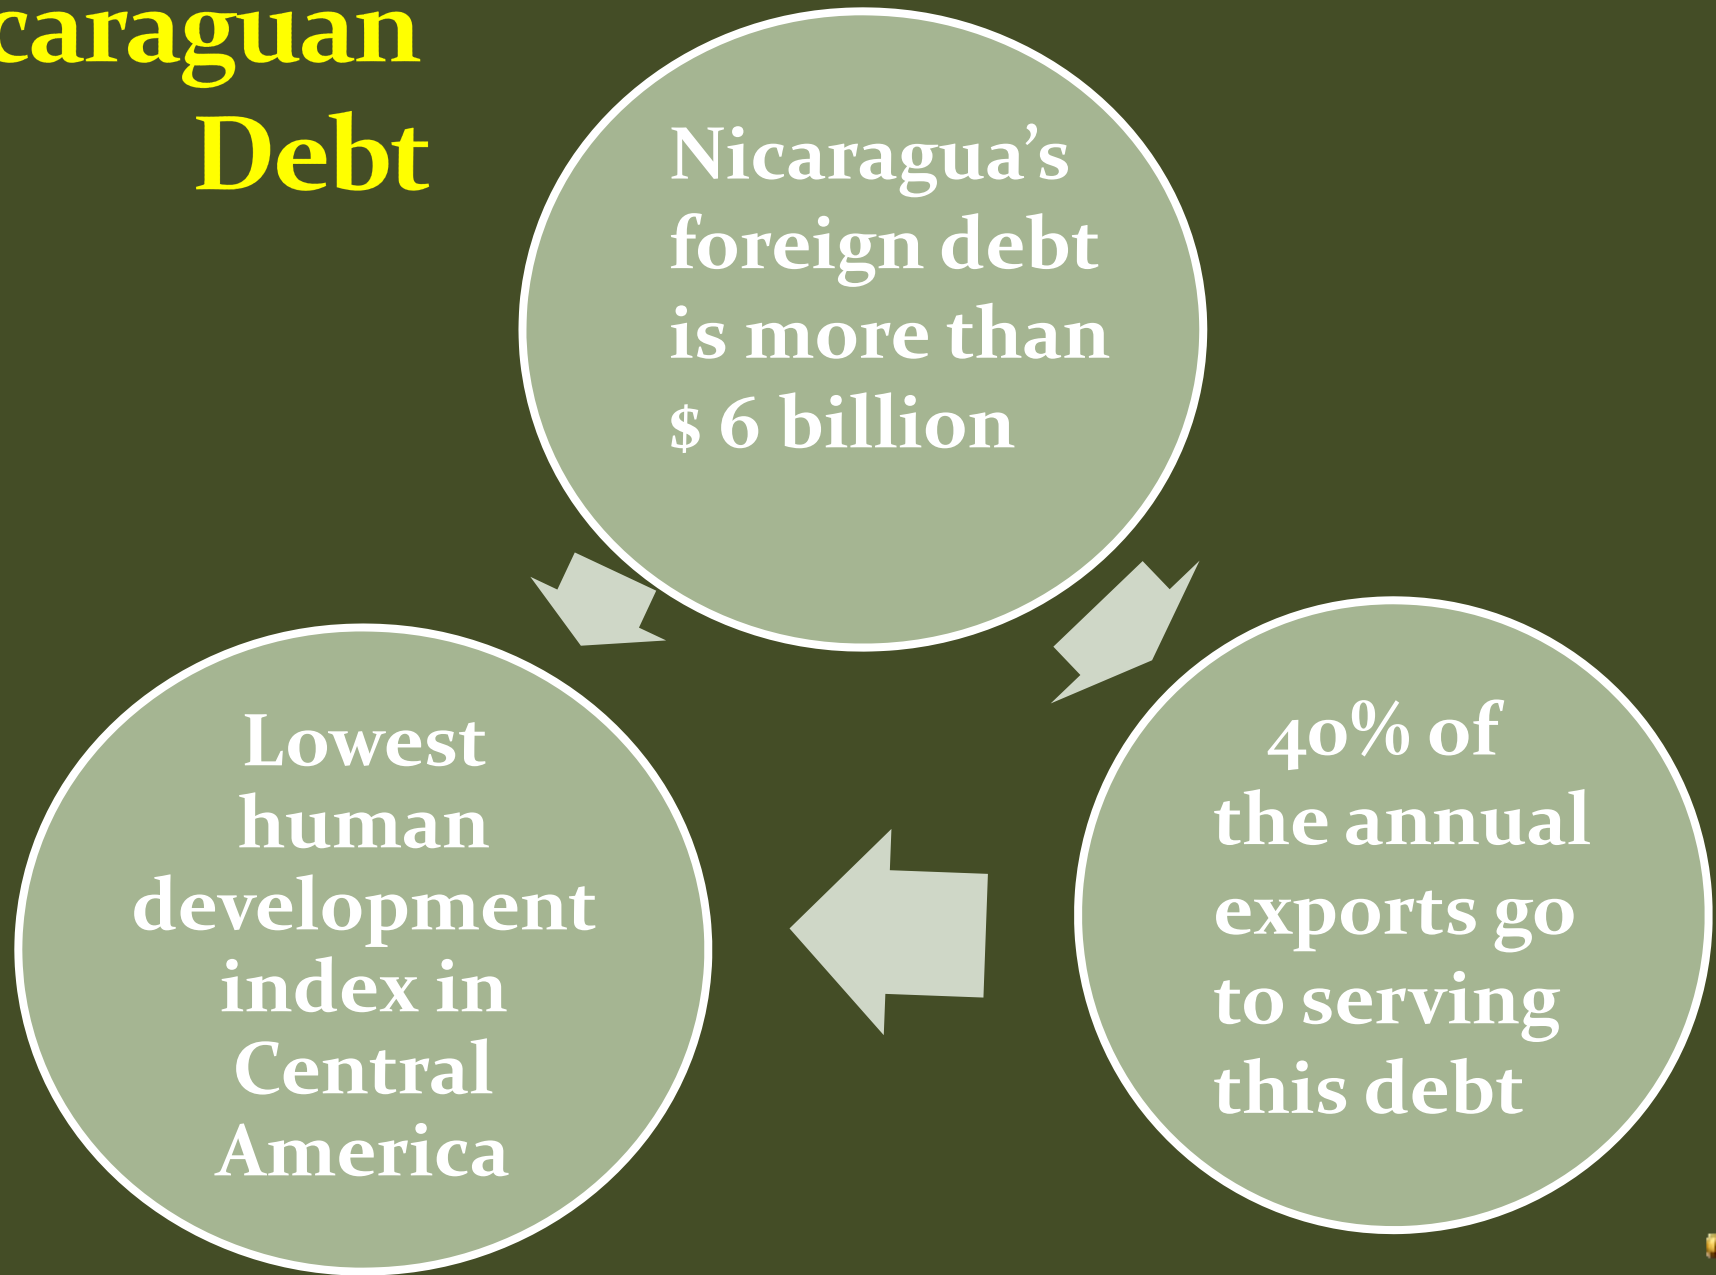 caraguan
Debt
Nicaragua’s
foreign debt
is more than
$ 6 billion
Lowest
human
development
index in
Central
America
40% of
the annual
exports go
to serving
this debt